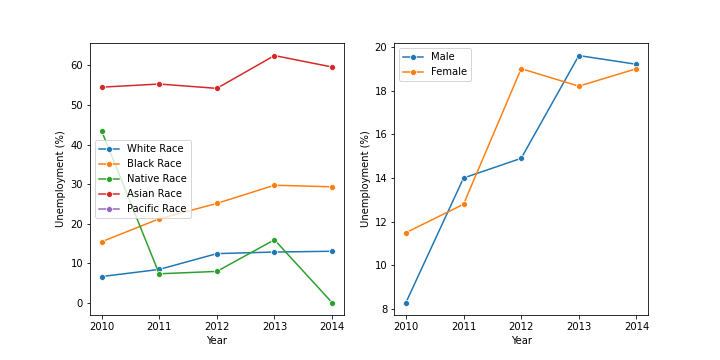 60
50
40
30
20
10
0
Unemployment (%)
White Race
Black Race
Native Race
Asian Race
Pacific Race
2010 2011 2012 2013 2014
Year
20
18
16
14
12
10
8
Unemployment (%)
Male
Female
2010 2011 2012 2013 2014
Year